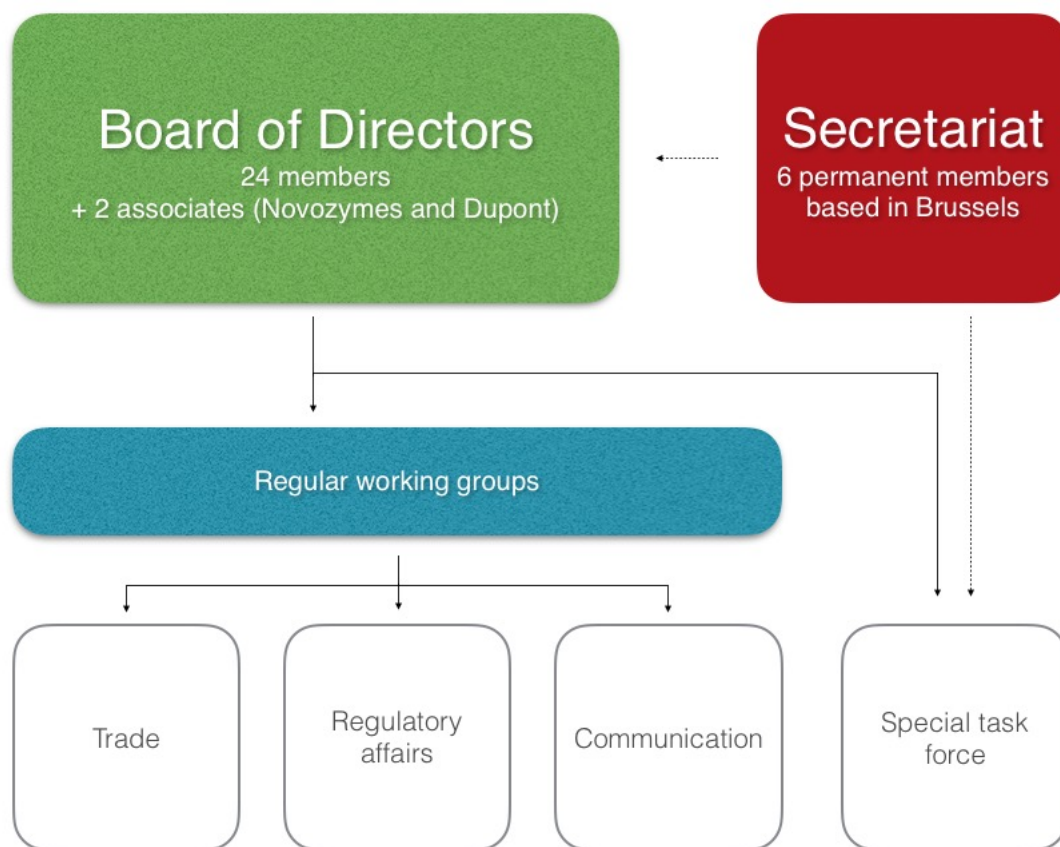 Board of Directors
24 members
+ 2 associates (Novozymes and Dupont)
Secretariat
6 permanent members
based in Brussels
Regular working groups
Trade
Regulatory
affairs
Communication
Special task
force